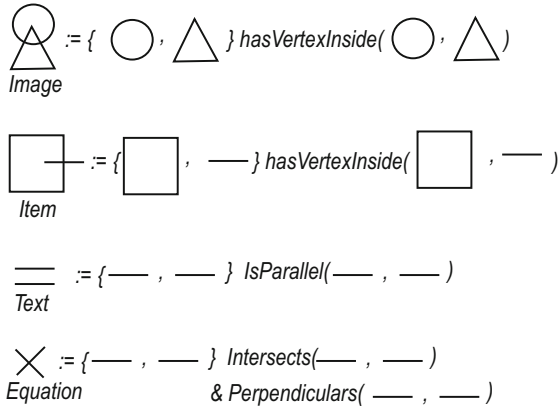 := { , } hasVertexInside( , )
Image
:= { , } hasVertexInside( , )
Item
:= { , } IsParallel( , )
Text
:= { , } Intersects( , )
Equation
& Perpendiculars( , )